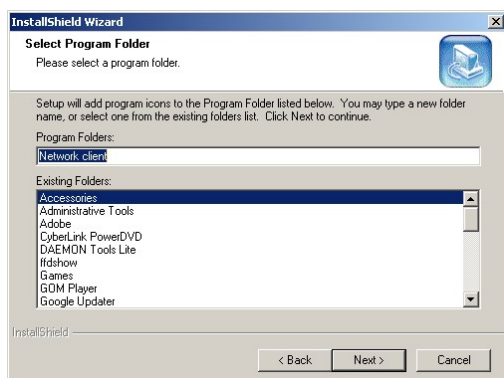 InstallShield Wizard
Select Program Folder
Please select a program folder.
Setup will add program icons to the Program Folder listed below. You may type a new folder
name, or select one from the existing folders list. Click Next to continue.
Program Folders:
Network client
Existing Folders:
Accessories
Administrative Tools
Adobe
CyberLink PowerDVD
DAEMON Tools Lite
ffdshow
Games
GOM Player
Google Updater
InstallShield
< Back Next > Cancel